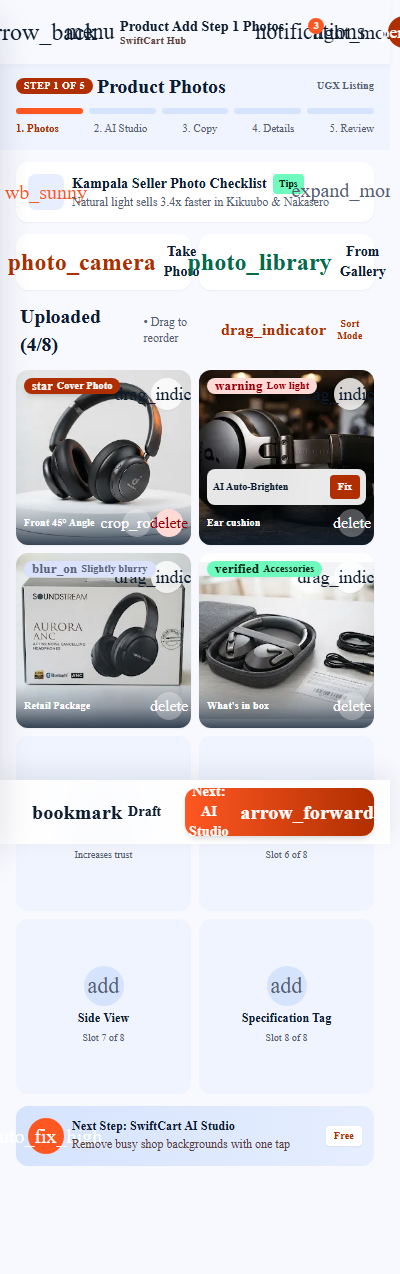 menu
Product Add Step 1 Photos
SwiftCart Hub
3
STEP 1 OF 5
Product Photos
UGX Listing
1. Photos
2. AI Studio
3. Copy
4. Details
5. Review
wb_sunny
Kampala Seller Photo Checklist
Tips
Natural light sells 3.4x faster in Kikuubo & Nakasero
photo_camera
Take
Photo
photo_library
From
Gallery
Uploaded
(4/8)
• Drag to
reorder
drag_indicator
Sort
Mode
star Cover Photo
drag_indic
Front 45° Angle
delete
warning Low light
drag_indic
AI Auto-Brighten
Fix
Ear cushion
delete
blur_on Slightly blurry
drag_indic
SOUNDSTREAM
AURORA
ANC
Bluetooth
ANC
Retail Package
delete
verified Accessories
drag_indic
What's in box
delete
bookmark Draft
Next:
AI
Studio
arrow_forward
Increases trust
Slot 6 of 8
add
Side View
Slot 7 of 8
add
Specification Tag
Slot 8 of 8
Next Step: SwiftCart AI Studio
Remove busy shop backgrounds with one tap
Free